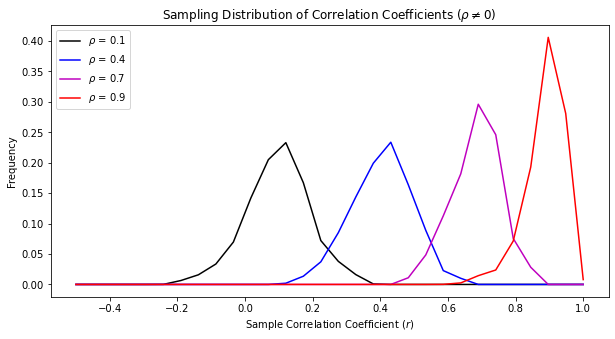 Sampling Distribution of Correlation Coefficients (ρ ≠ 0)
ρ = 0.1
ρ = 0.4
ρ = 0.7
ρ = 0.9
Frequency
0.40
0.35
0.30
0.25
0.20
0.15
0.10
0.05
0.00
−0.4 −0.2 0.0 0.2 0.4 0.6 0.8 1.0
Sample Correlation Coefficient (r)